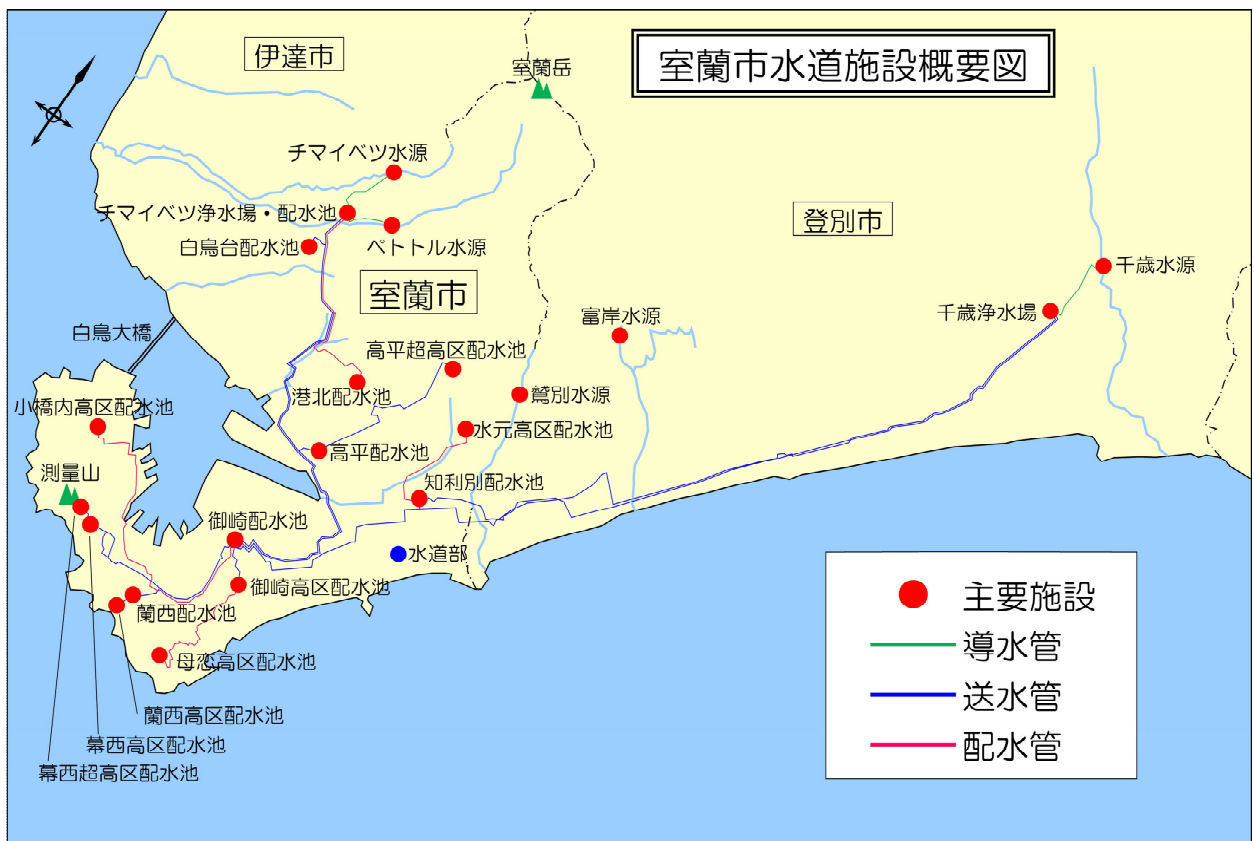 室蘭市水道施設概要図
伊達市
室蘭岳
チマイベツ水源
チマイベツ浄水場・配水池
白鳥台配水池
ペトトル水源
登別市
千歳水源
室蘭市
千歳浄水場
富岸水源
白鳥大橋
高平超高区配水池
港北配水池
鷲別水源
小橋内高区配水池
水元高区配水池
高平配水池
測量山
知利別配水池
御崎配水池
水道部
御崎高区配水池
蘭西配水池
母恋高区配水池
蘭西高区配水池
幕西高区配水池
幕西超高区配水池
主要施設
導水管
送水管
配水管